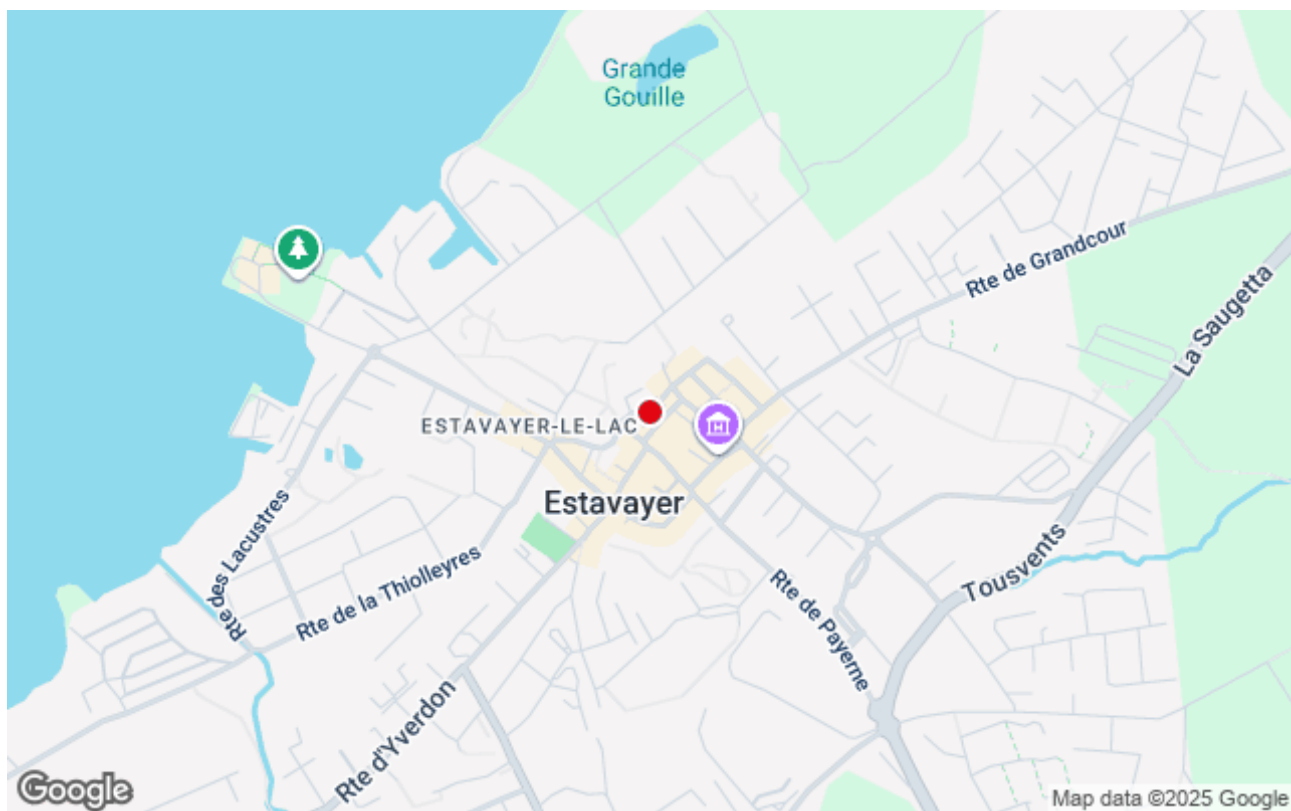 Grande
Gouille
Rte de Grandcour
La Saugetta
ESTAVAYER-LE-LAC
Estavayer
Rte des Lacustres
Rte de la Thiolleyres
Tousvents
Rte de Payerne
Rte d'Yverdon
Google
Map data ©2025 Google